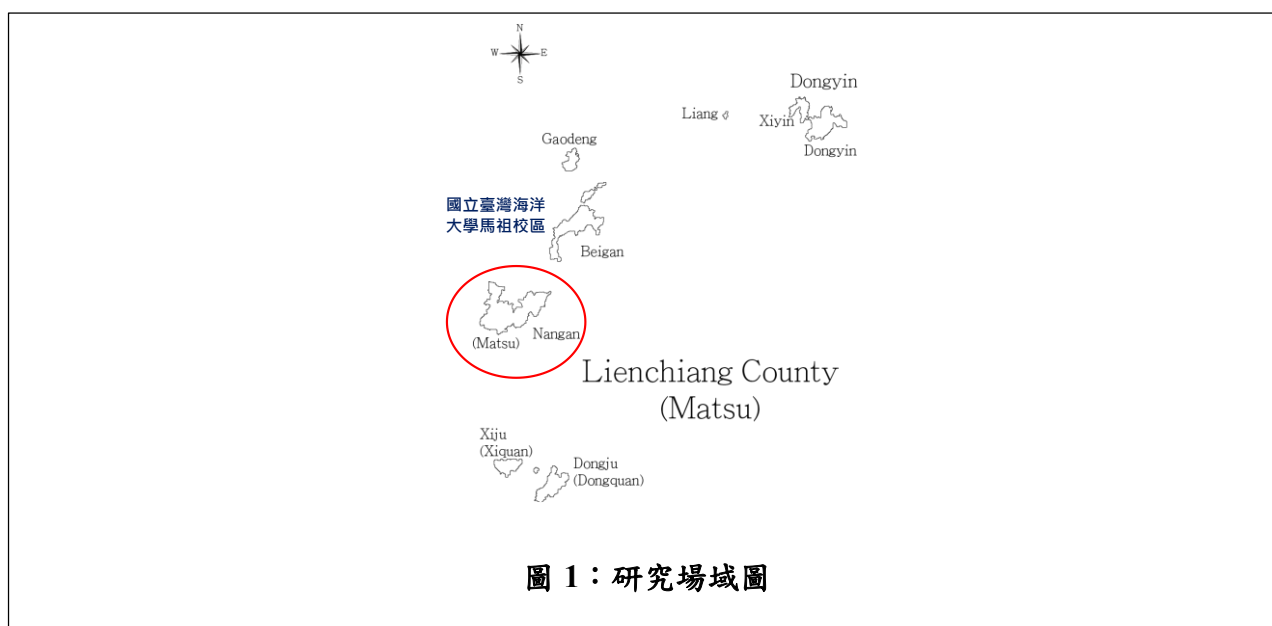 N
W E
S
Dongyin
Liang
Xiyin
Dongyin
Gaodeng
國立臺灣海洋
大學馬祖校區
Beigan
Nangan
(Matsu)
Lienchiang County
(Matsu)
Xiju
(Xiquan)
Dongju
(Dongquan)
圖 1：研究場域圖